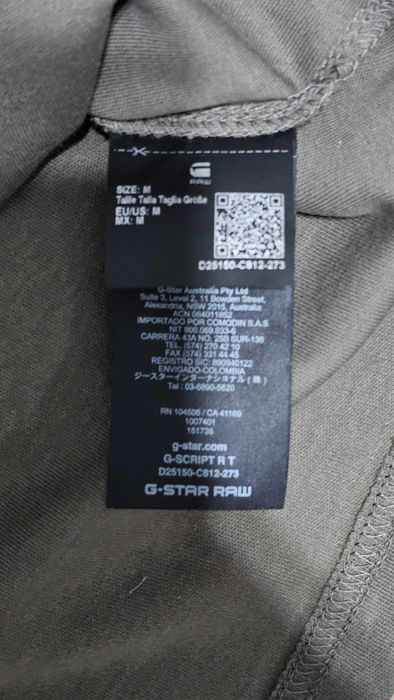 G
RAW
SIZE: M
Taille Talla Taglia Größe
EU/US: M
MX: M
D25150-C812-273
G-Star Australia Pty Ltd
Suite 3, Level 2, 11 Bowden Street,
Alexandria, NSW 2015, Australia
ACN 084011852
IMPORTADO POR COMODIN S.A.S
NIT 800.069.933-6
CARRERA 43A NO. 25B SUR-138
TEL. (574) 270 42 10
FAX (574) 331 44 45
REGISTRO SIC: 890940122
ENVIGADO-COLOMBIA
ジースターインターナショナル(株)
Tel : 03-6890-5620
RN 104506 / CA 41169
1007401
151735
g-star.com
G-SCRIPT R T
D25150-C812-273
G-STAR RAW